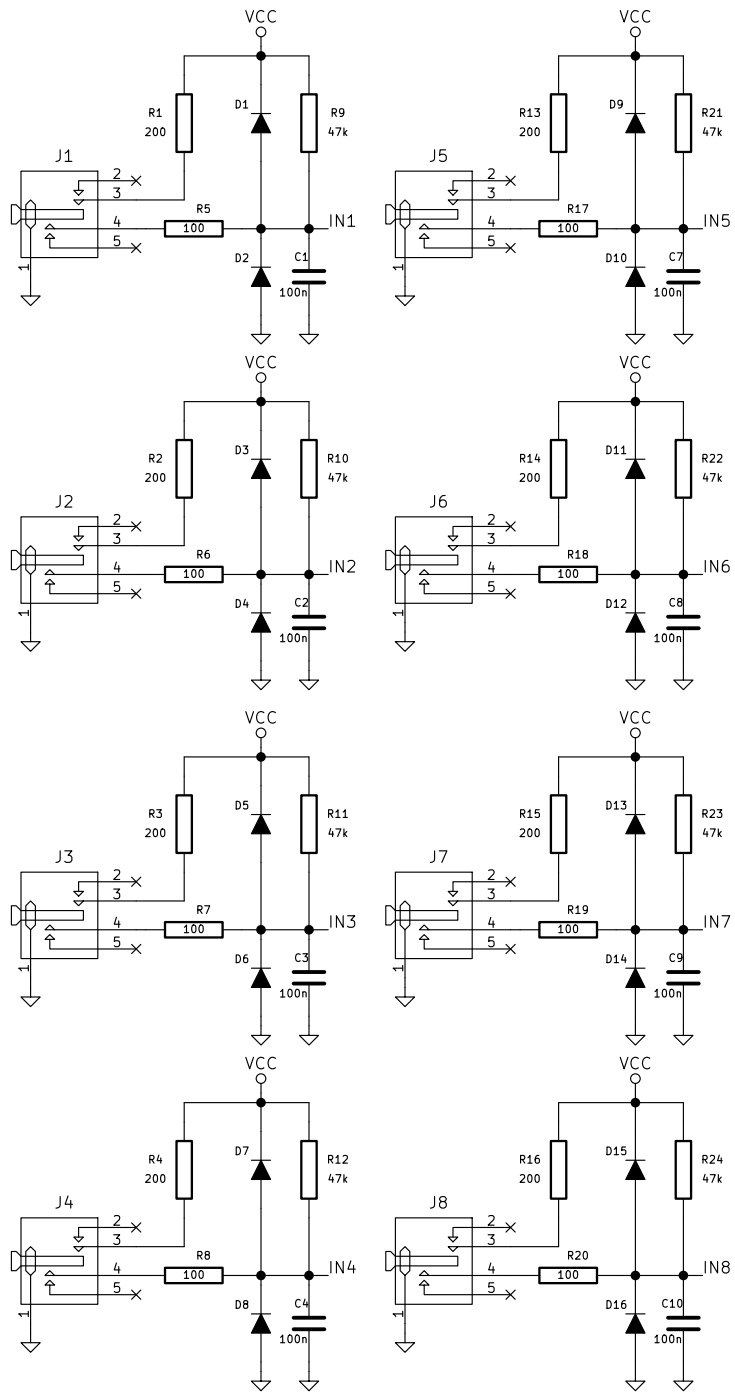 VCC
R1
200
D1
R9
47k
J1
2
3
4
5
1
R5
100
IN1
D2
C1
100n
VCC
R13
200
D9
R21
47k
J5
2
3
4
5
1
R17
100
IN5
D10
C7
100n
VCC
R2
200
D3
R10
47k
J2
2
3
4
5
1
R6
100
IN2
D4
C2
100n
VCC
R14
200
D11
R22
47k
J6
2
3
4
5
1
R18
100
IN6
D12
C8
100n
VCC
R3
200
D5
R11
47k
J3
2
3
4
5
1
R7
100
IN3
D6
C3
100n
VCC
R15
200
D13
R23
47k
J7
2
3
4
5
1
R19
100
IN7
D14
C9
100n
VCC
R4
200
D7
R12
47k
J4
2
3
4
5
1
R8
100
IN4
D8
C4
100n
VCC
R16
200
D15
R24
47k
J8
2
3
4
5
1
R20
100
IN8
D16
C10
100n